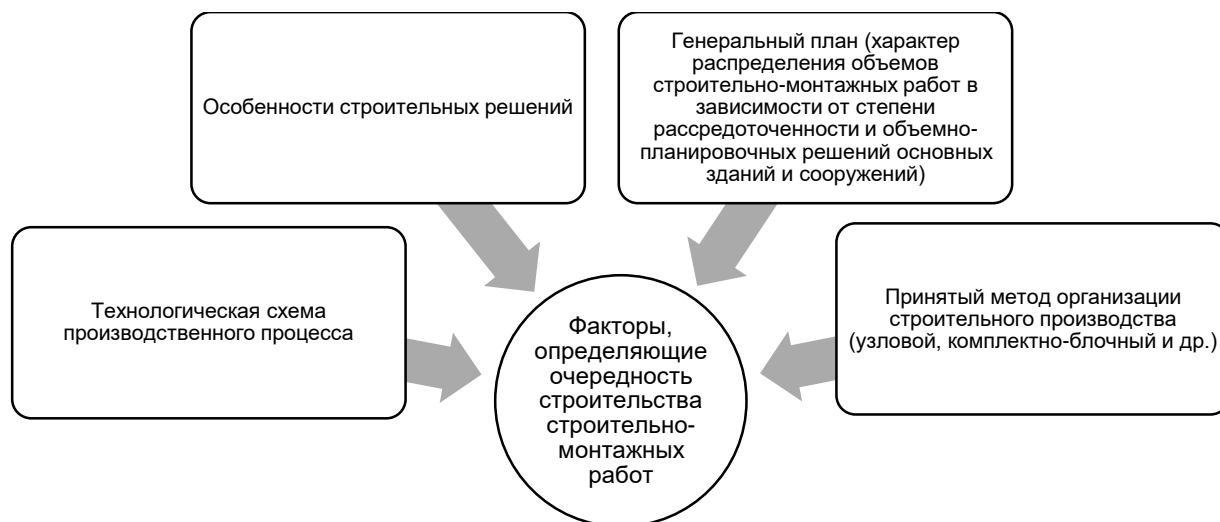 Особенности строительных решений
Генеральный план (характер
распределения объемов
строительно-монтажных работ в
зависимости от степени
рассредоточенности и объемно-
планировочных решений основных
зданий и сооружений)
Технологическая схема
производственного процесса
Принятый метод организации
строительного производства
(узловой, комплектно-блочный и др.)
Факторы,
определяющие
очередность
строительства
строительно-
монтажных
работ